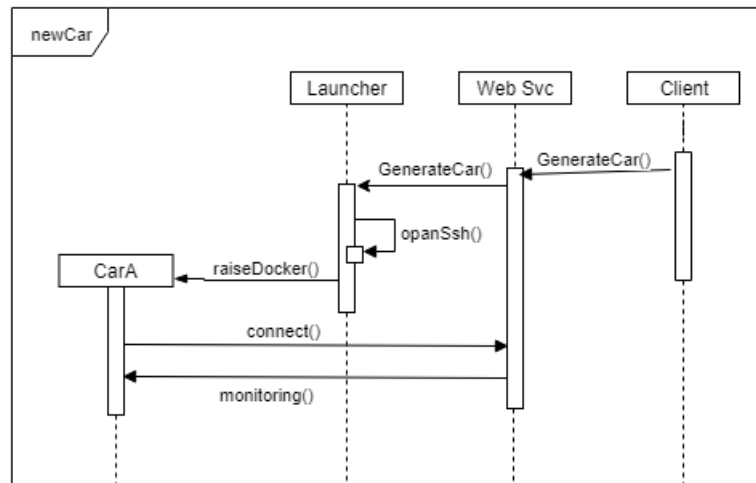 newCar
Launcher
Web Svc
Client
GenerateCar()
GenerateCar()
opanSsh()
CarA
raiseDocker()
connect()
monitoring()